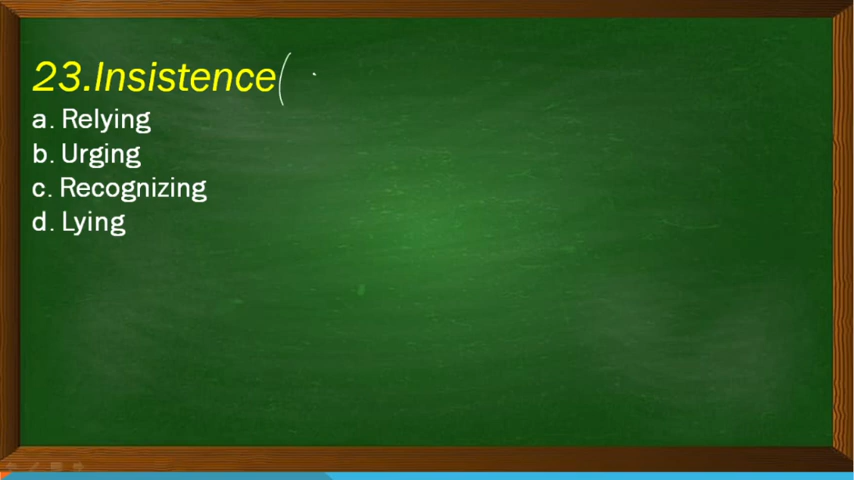 23.Insistence(
a. Relying
b. Urging
c. Recognizing
d. Lying